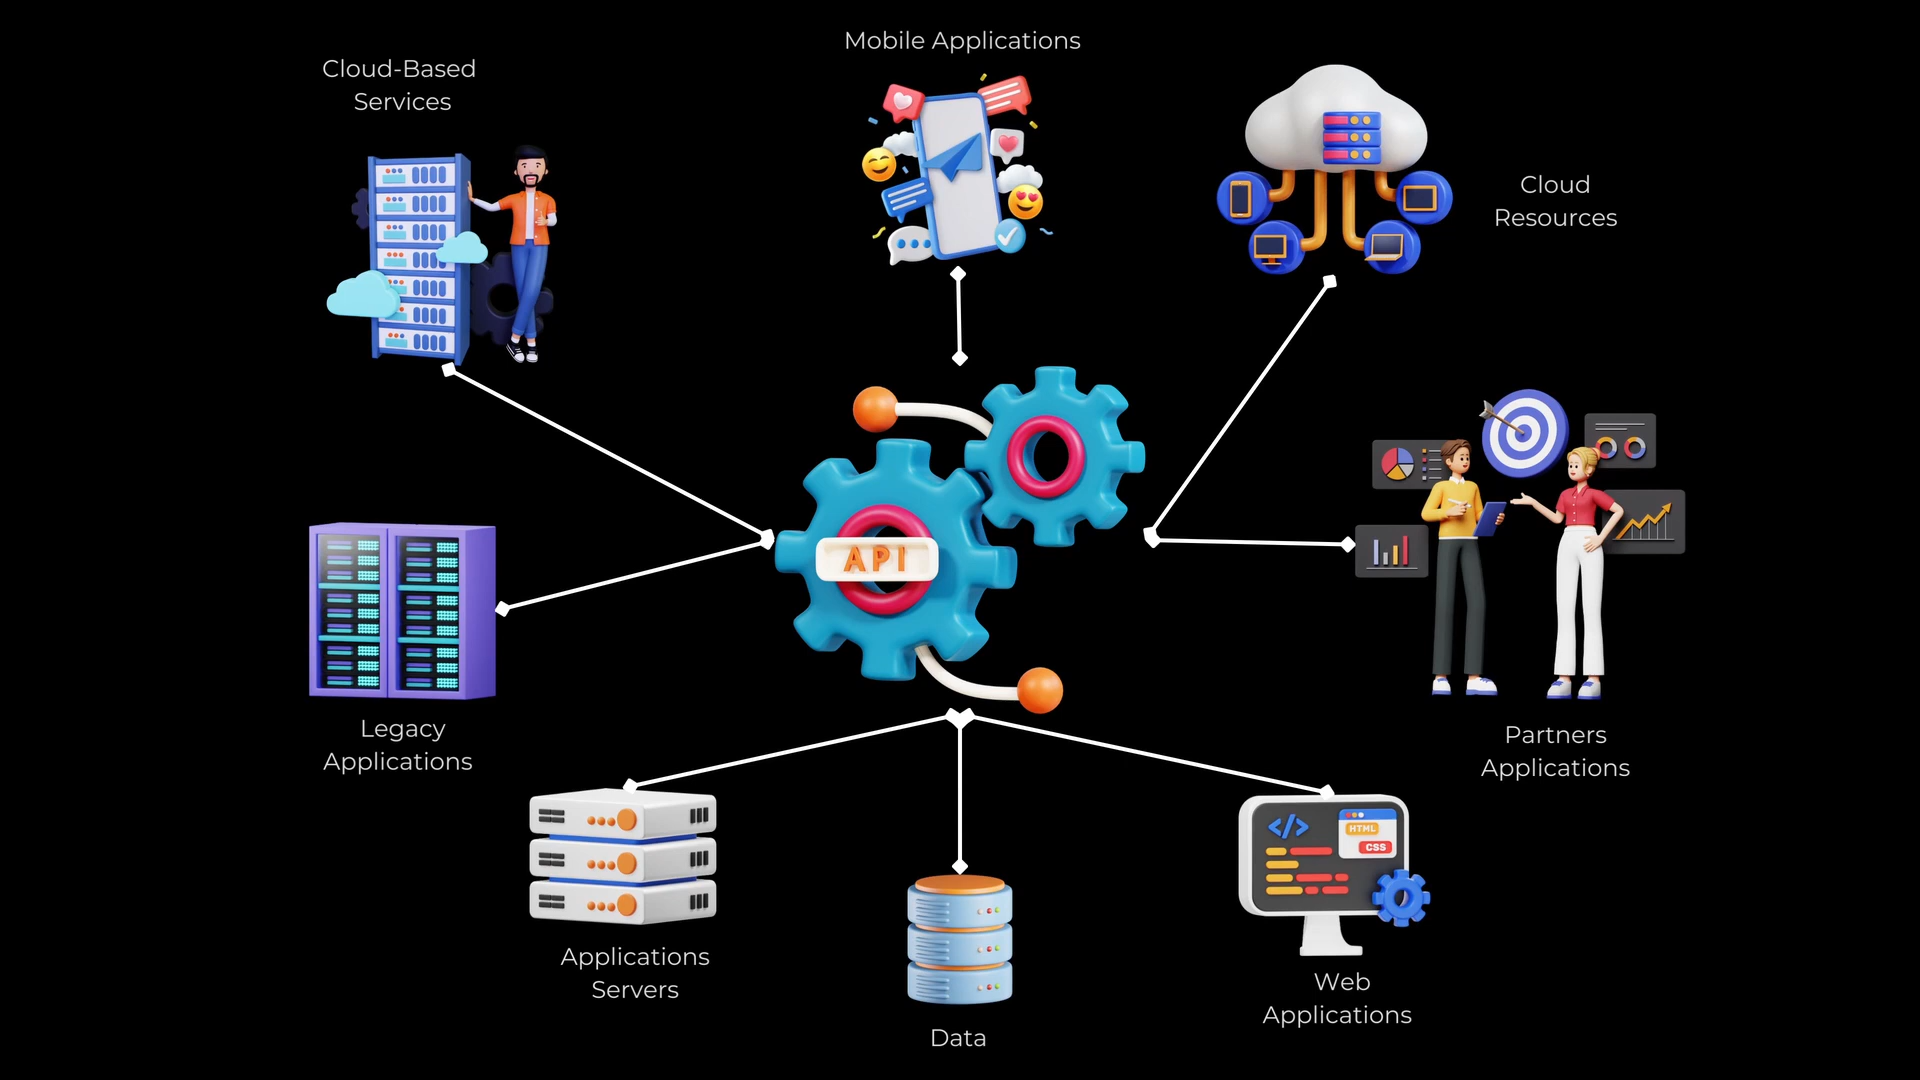 Mobile Applications
Cloud-Based
Services
Cloud
Resources
API
Legacy
Applications
Partners
Applications
</>
HTML
CSS
Applications
Servers
Web
Applications
Data